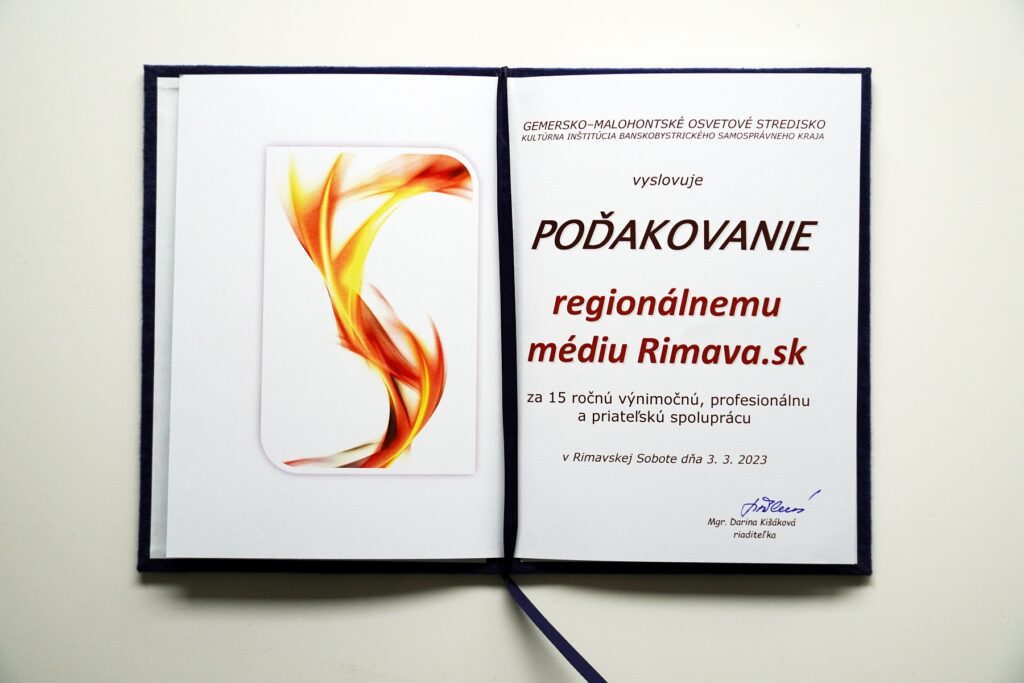 GEMERSKO–MALOHONTSKÉ OSVETOVÉ STREDISKO
KULTÚRNA INŠTITÚCIA BANSKOBYSTRICKÉHO SAMOSPRÁVNEHO KRAJA
vyslovuje
POĎAKOVANIE
regionálnemu
médiu Rimava.sk
za 15 ročnú výnimočnú, profesionálnu
a priateľskú spoluprácu
v Rimavskej Sobote dňa 3. 3. 2023
Mgr. Darina Kišáková
riaditeľka